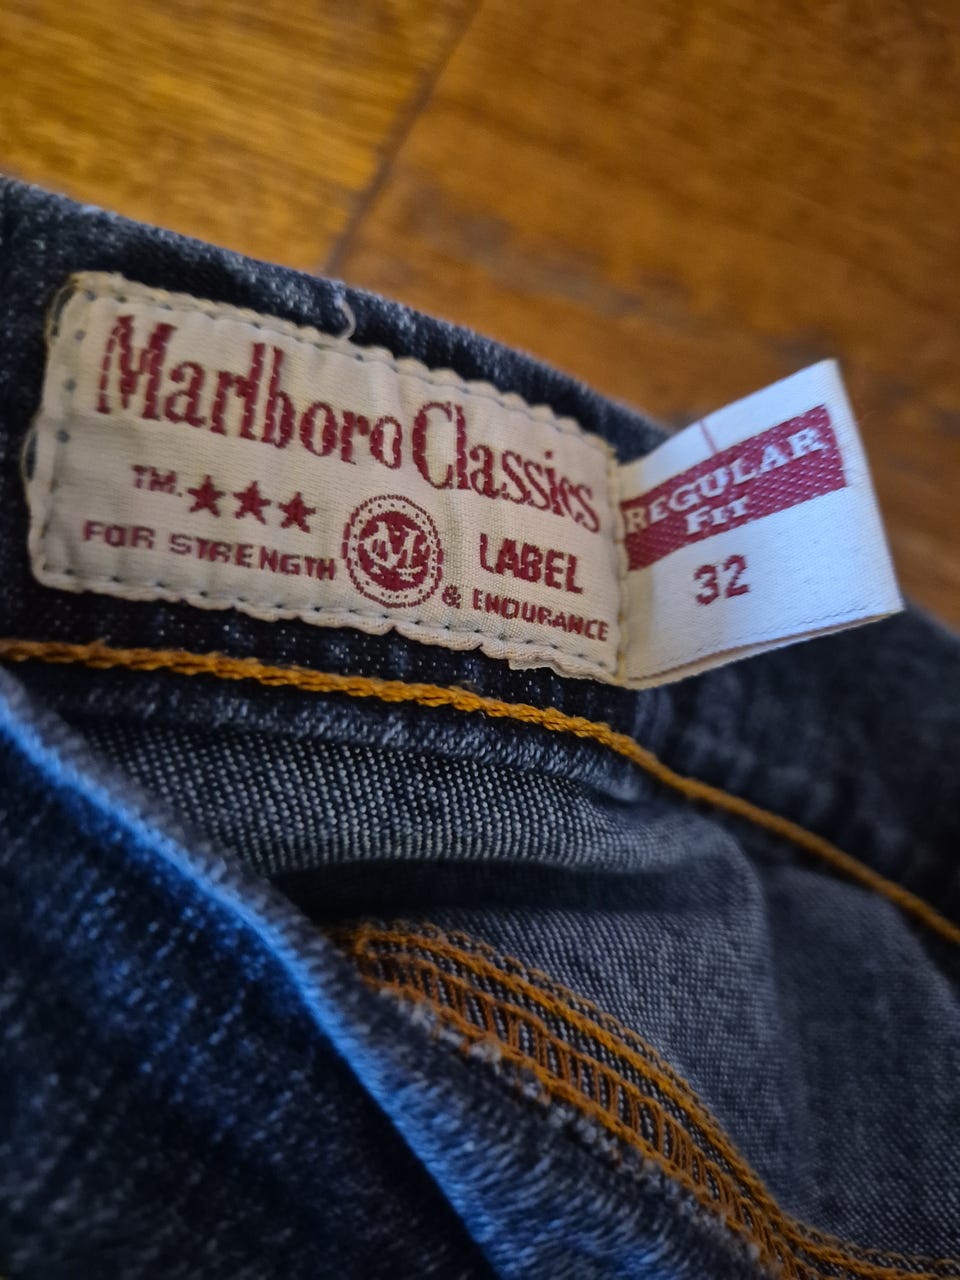 Marlboro Classics
TM. ★★★ LABEL
FOR STRENGTH & ENDURANCE
REGULAR
FIT
32